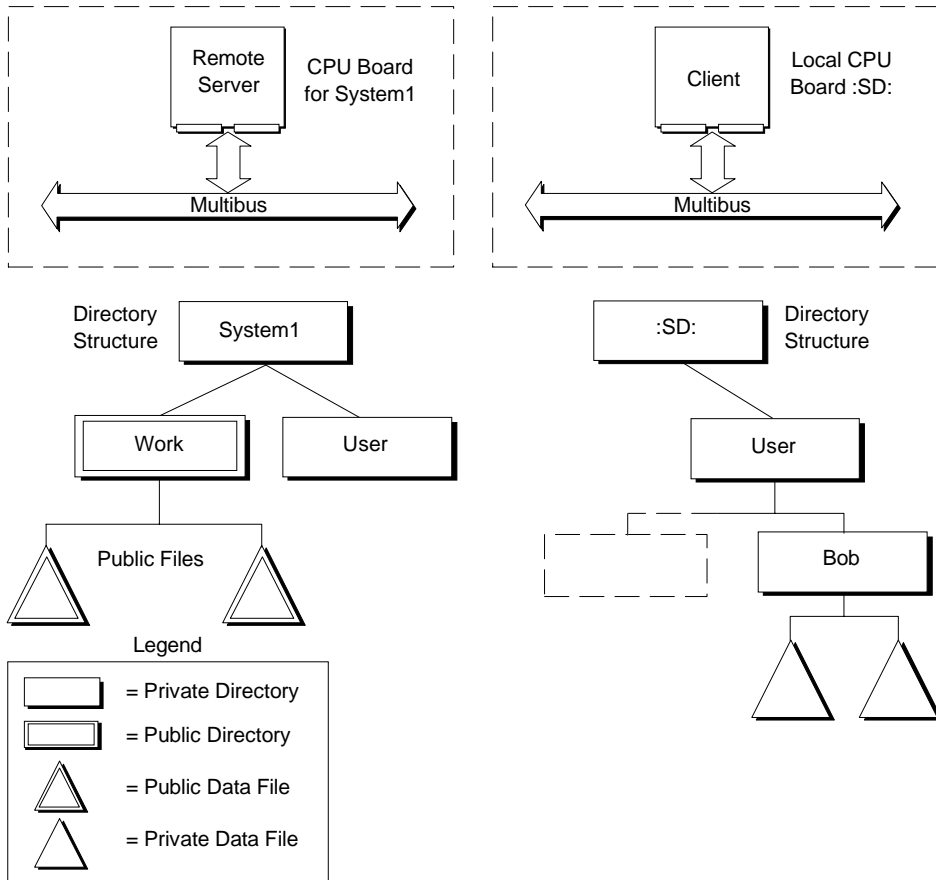 Remote
Server
CPU Board
for System1
Multibus
Client
Local CPU
Board :SD:
Multibus
Directory
Structure
System1
Work
User
Public Files
:SD:
Directory
Structure
User
Bob
Legend
= Private Directory
= Public Directory
= Public Data File
= Private Data File